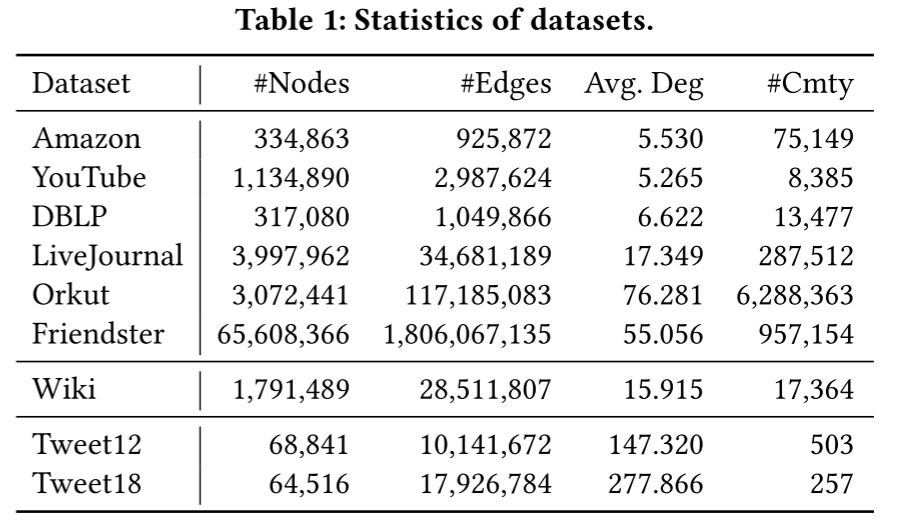 Table 1: Statistics of datasets.
Dataset #Nodes #Edges Avg. Deg #Cmty
Amazon 334,863 925,872 5.530 75,149
YouTube 1,134,890 2,987,624 5.265 8,385
DBLP 317,080 1,049,866 6.622 13,477
LiveJournal 3,997,962 34,681,189 17.349 287,512
Orkut 3,072,441 117,185,083 76.281 6,288,363
Friendster 65,608,366 1,806,067,135 55.056 957,154
Wiki 1,791,489 28,511,807 15.915 17,364
Tweet12 68,841 10,141,672 147.320 503
Tweet18 64,516 17,926,784 277.866 257